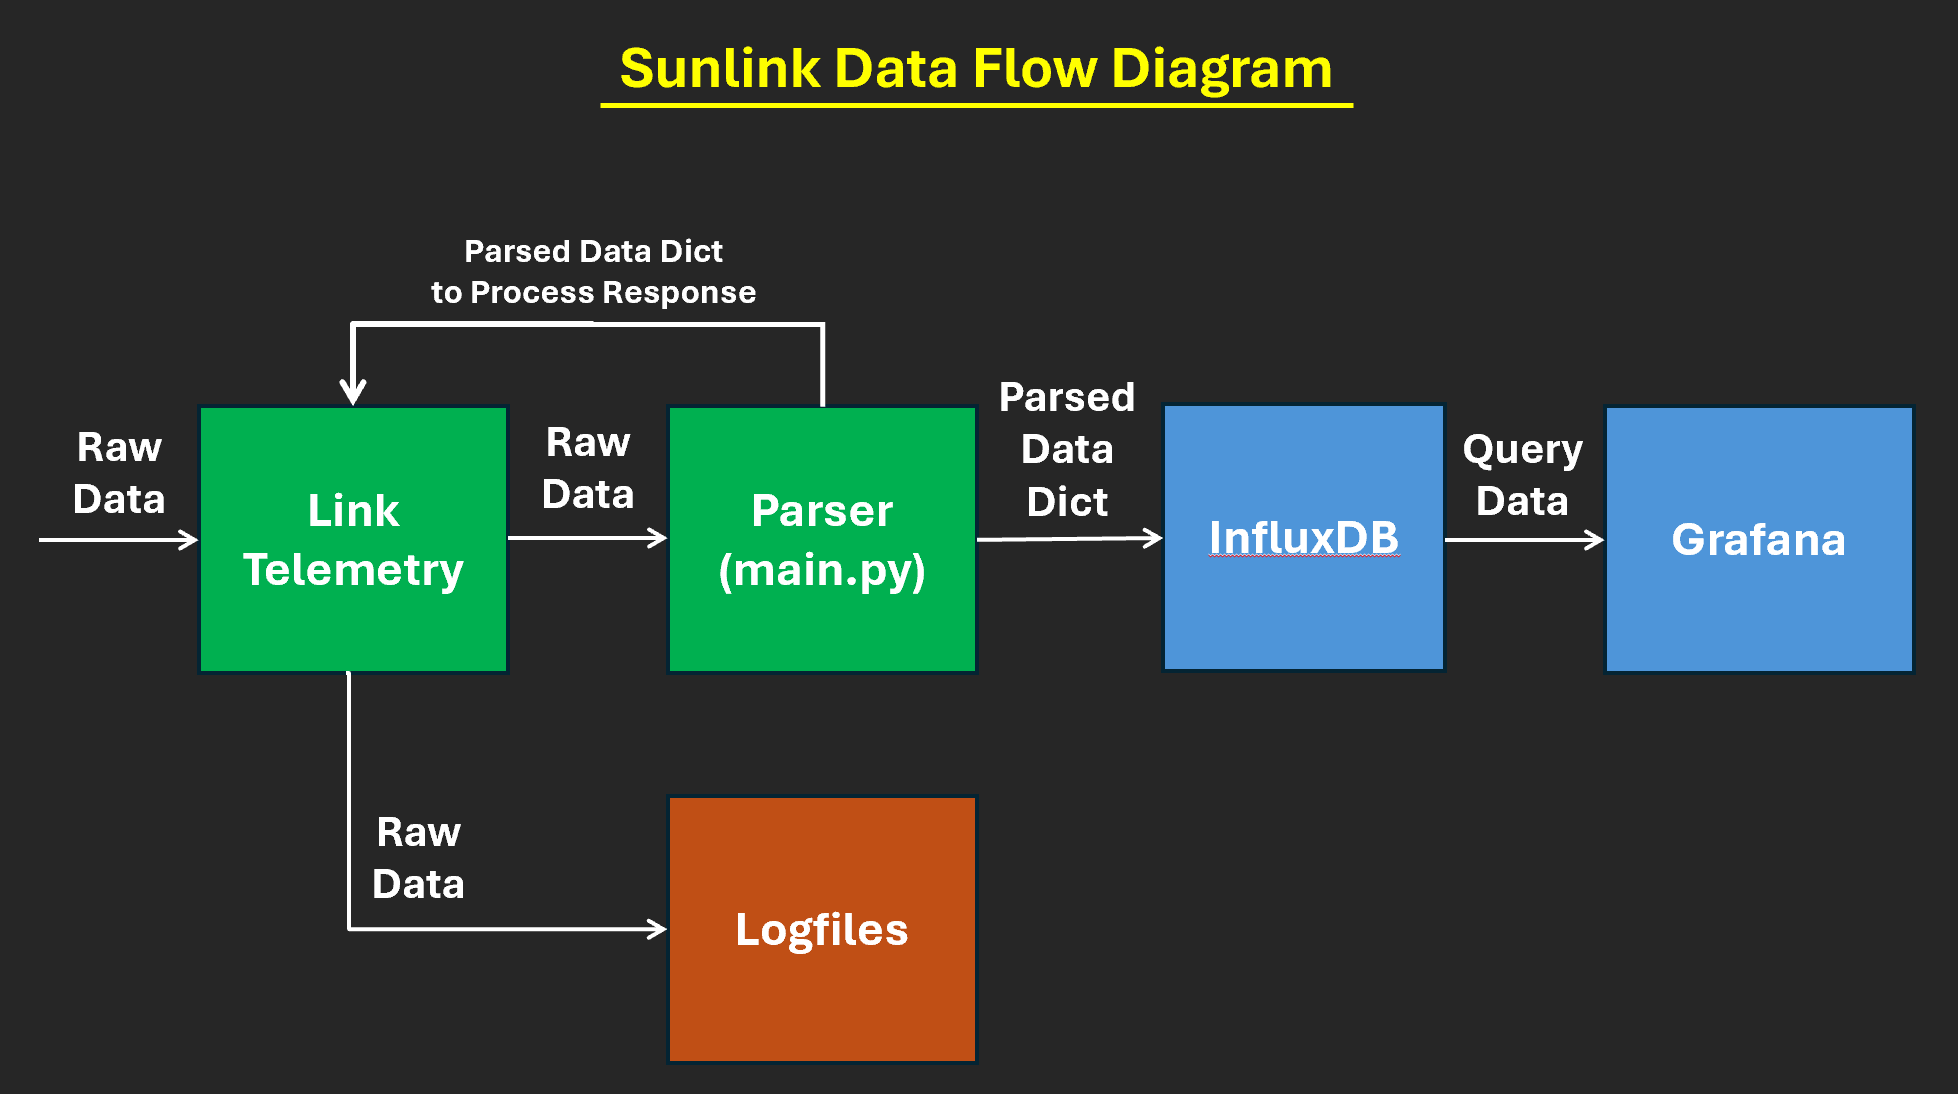 Sunlink Data Flow Diagram
Parsed Data Dict
to Process Response
Raw
Data
Link
Telemetry
Raw
Data
Parser
(main.py)
Parsed
Data
Dict
InfluxDB
Query
Data
Grafana
Raw
Data
Logfiles